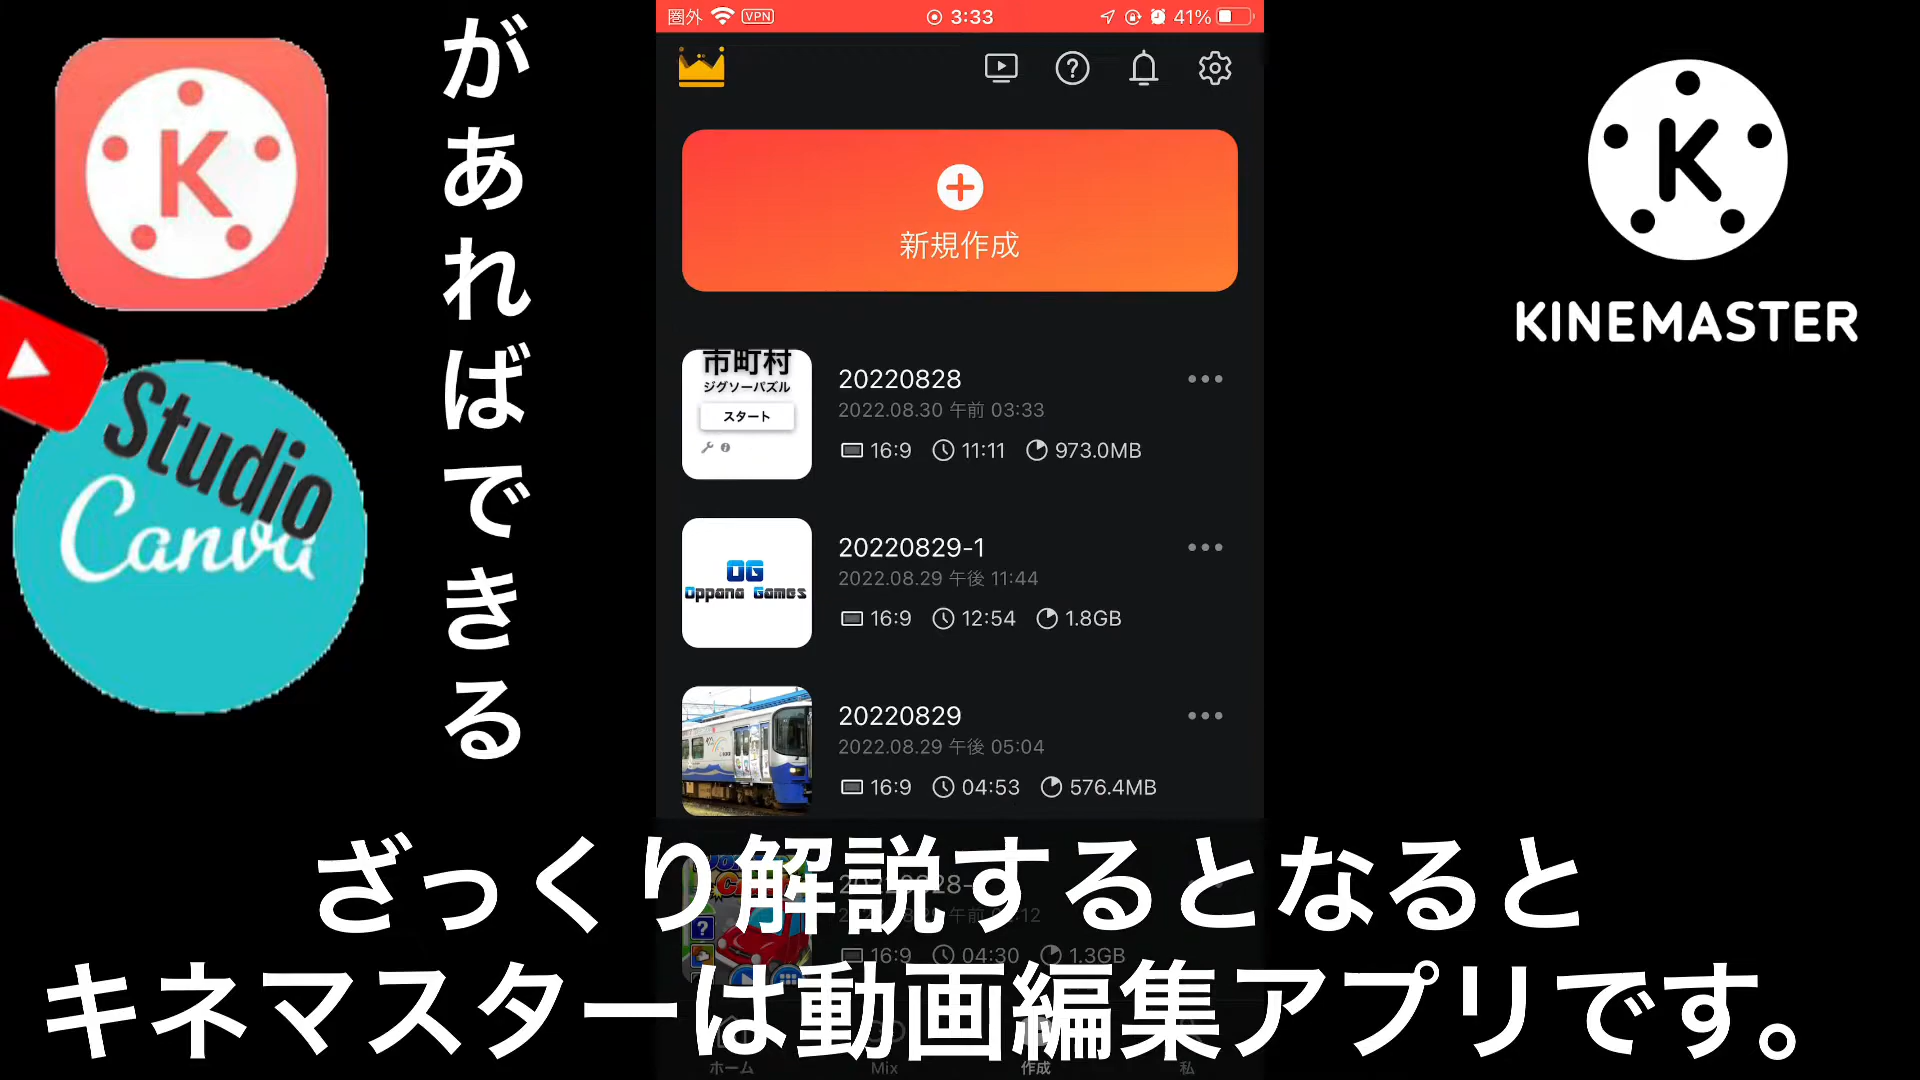 圏外 VPN 3:33 41%
K
があればできる
K
KINEMASTER
Studio
Canva
新規作成
市町村
ジグソーパズル
スタート
20220828
2022.08.30 午前 03:33
16:9 11:11 973.0MB
OG
Oppana Games
20220829-1
2022.08.29 午後 11:44
16:9 12:54 1.8GB
20220829
2022.08.29 午後 05:04
16:9 04:53 576.4MB
16:9 04:30 1.3GB
ざっくり解説するとなると
キネマスターは動画編集アプリです。
ホーム Mix 作成 私